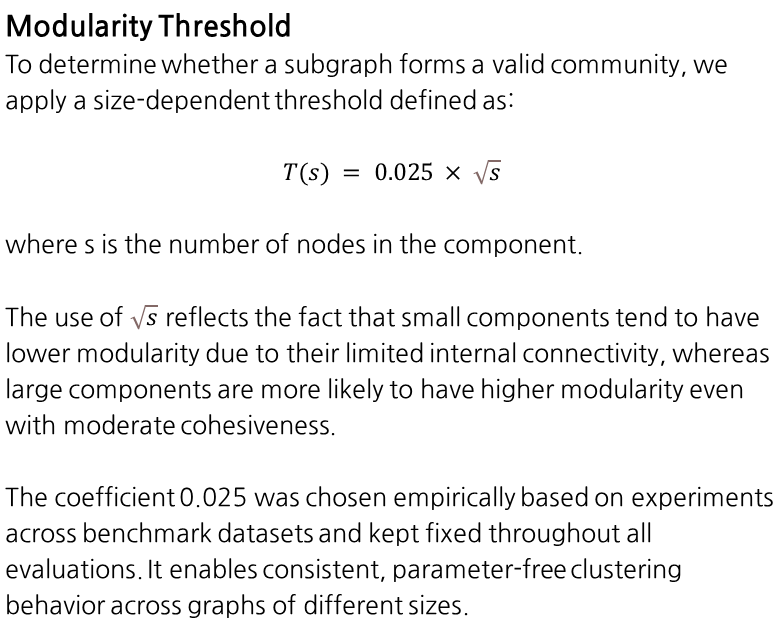 Modularity Threshold
To determine whether a subgraph forms a valid community, we
apply a size-dependent threshold defined as:
T(s) = 0.025 × √s
where s is the number of nodes in the component.
The use of √s reflects the fact that small components tend to have
lower modularity due to their limited internal connectivity, whereas
large components are more likely to have higher modularity even
with moderate cohesiveness.
The coefficient 0.025 was chosen empirically based on experiments
across benchmark datasets and kept fixed throughout all
evaluations. It enables consistent, parameter-free clustering
behavior across graphs of different sizes.